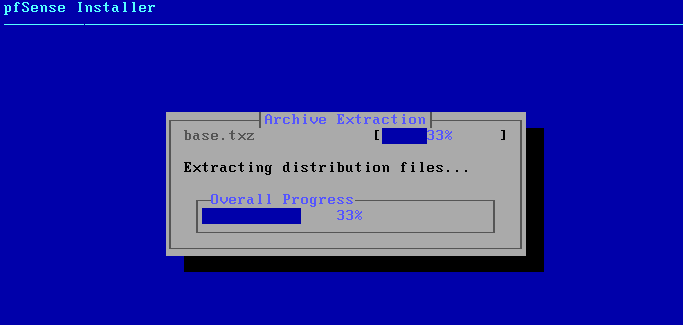 pfSense Installer
Archive Extraction
base.txz [ 33% ]
Extracting distribution files...
Overall Progress
33%